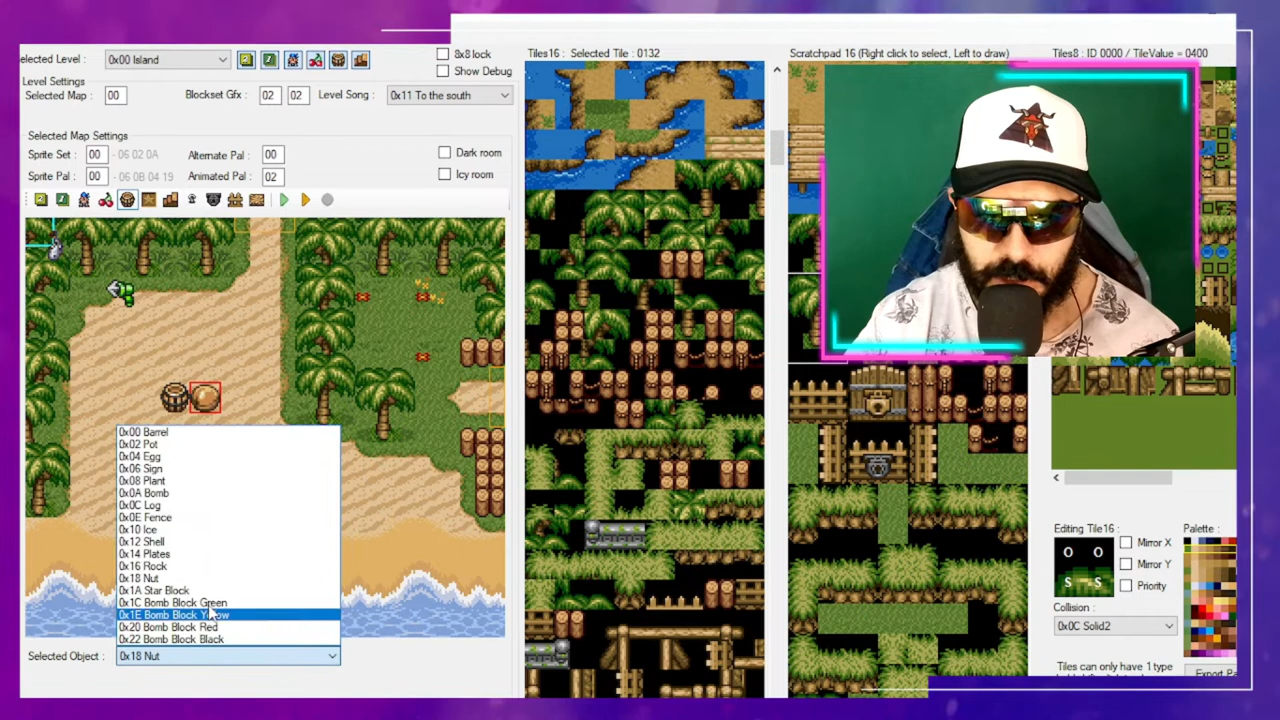 elected Level : 0x00 Island
8x8 lock
Show Debug
Level Settings
Selected Map : 00 Blockset Gfx : 02 02 Level Song : 0x11 To the south
Selected Map Settings
Sprite Set : 00 - 06 02 0A Alternate Pal : 00 Dark room
Sprite Pal : 00 - 06 0B 04 19 Animated Pal : 02 Icy room
0x00 Barrel
0x02 Pot
0x04 Egg
0x06 Sign
0x08 Plant
0x0A Bomb
0x0C Log
0x0E Fence
0x10 Ice
0x12 Shell
0x14 Plates
0x16 Rock
0x18 Nut
0x1A Star Block
0x1C Bomb Block Green
0x1E Bomb Block Yellow
0x20 Bomb Block Red
0x22 Bomb Block Black
Selected Object : 0x18 Nut
Tiles16 : Selected Tile : 0132
Scratchpad 16 (Right click to select, Left to draw)
Tiles8 : ID 0000 / TileValue = 0400
Editing Tile16 : Palette :
Mirror X
Mirror Y
Priority
Collision :
0x0C Solid2
Tiles can only have 1 type
Export Pa